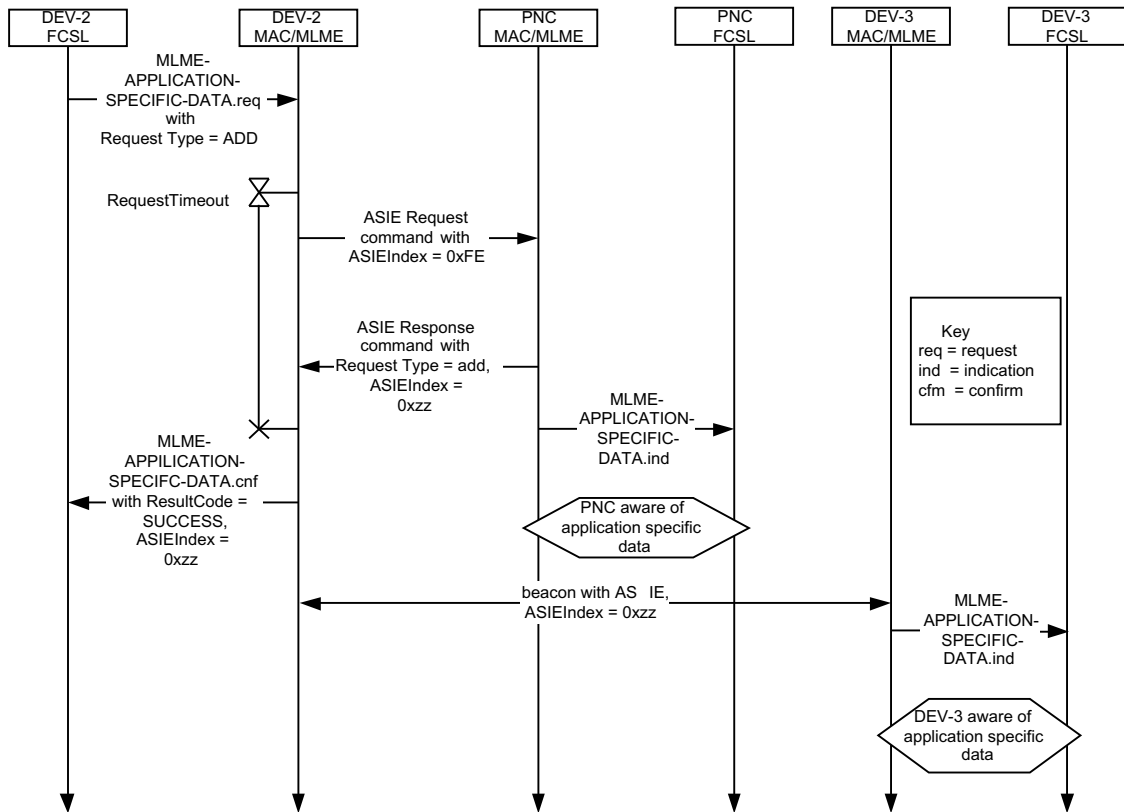 DEV-2
FCSL
DEV-2
MAC/MLME
PNC
MAC/MLME
PNC
FCSL
DEV-3
MAC/MLME
DEV-3
FCSL
MLME-
APPLICATION-
SPECIFIC-DATA.req
with
Request Type = ADD
RequestTimeout
ASIE Request
command with
ASIEIndex = 0xFE
ASIE Response
command with
Request Type = add,
ASIEIndex =
0xzz
Key
req = request
ind = indication
cfm = confirm
MLME-
APPLICATION-
SPECIFIC-
DATA.ind
MLME-
APPILICATION-
SPECIFC-DATA.cnf
with ResultCode =
SUCCESS,
ASIEIndex =
0xzz
PNC aware of
application specific
data
beacon with AS IE,
ASIEIndex = 0xzz
MLME-
APPLICATION-
SPECIFIC-
DATA.ind
DEV-3 aware of
application specific
data